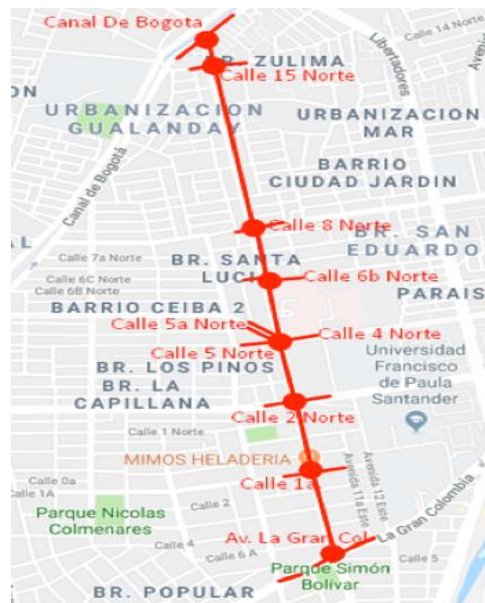 Canal De Bogota
Calle 14 Norte
BR. ZULIMA
Calle 15 Norte
Libertadores
URBANIZACION
GUALANDAY
URBANIZACION
MAR
BARRIO
CIUDAD JARDIN
Canal de Bogotá
Calle 8 Norte
BR. SAN
EDUARDO
Calle 7a Norte
BR. SANTA
LUCI
Calle 6C Norte
Calle 6B Norte
Calle 6b Norte
PARAIS
BARRIO CEIBA 2
Calle 5a Norte
Calle 4 Norte
Calle 5 Norte
BR. LOS PINOS
BR. LA
CAPILLANA
Universidad
Francisco
de Paula
Santander
Calle 2 Norte
Calle 1 Norte
MIMOS HELADERIA
Calle 0a
Calle 1A
Calle 1a
Avenida 11a Este
Avenida 12 Este
Calle 2
Parque Nicolas
Colmenares
La Gran Colombia
Calle 4
Calle 6 A
Av. La Gran Col
Calle 5
Parque Simón
Bolívar
BR. POPULAR